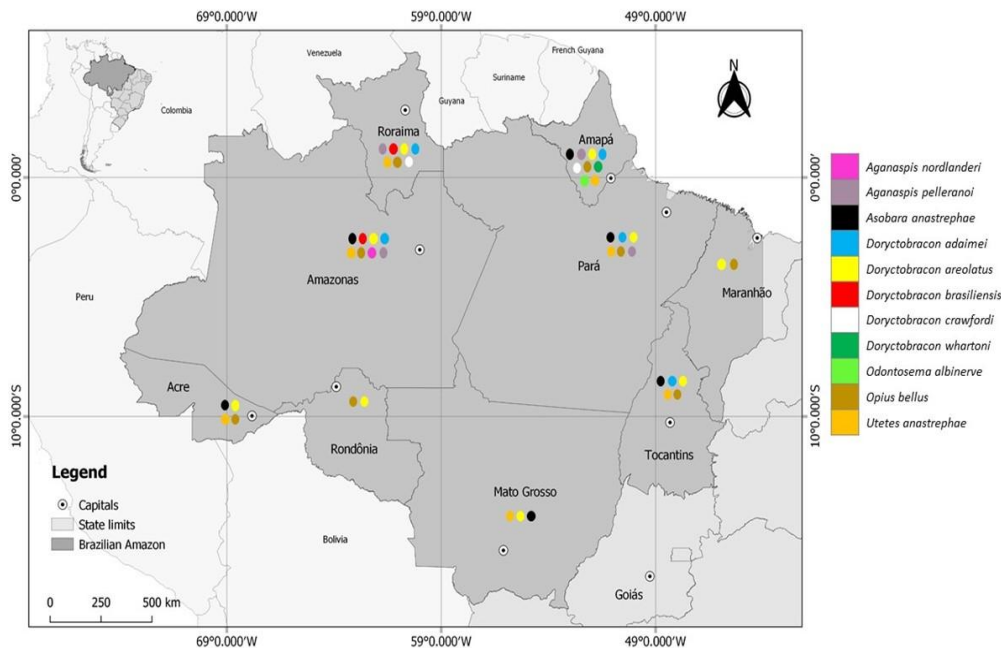 69°0.000'W 59°0.000'W 49°0.000'W
Venezuela
French Guyana
Suriname
N
Guyana
Colombia
Roraima
Amapá
0°0.000'
0°0.000'
Aganaspis nordlanderi
Aganaspis pelleranoi
Asobara anastrephae
Doryctobracon adaimei
Doryctobracon areolatus
Doryctobracon brasiliensis
Doryctobracon crawfordi
Doryctobracon whartoni
Odontosema albinerve
Opius bellus
Utetes anastrephae
Amazonas
Pará
Maranhão
Peru
Acre
10°0.000'S
10°0.000'S
Rondônia
Tocantins
Mato Grosso
Bolivia
Goiás
Legend
Capitals
State limits
Brazilian Amazon
0 250 500 km
69°0.000'W 59°0.000'W 49°0.000'W